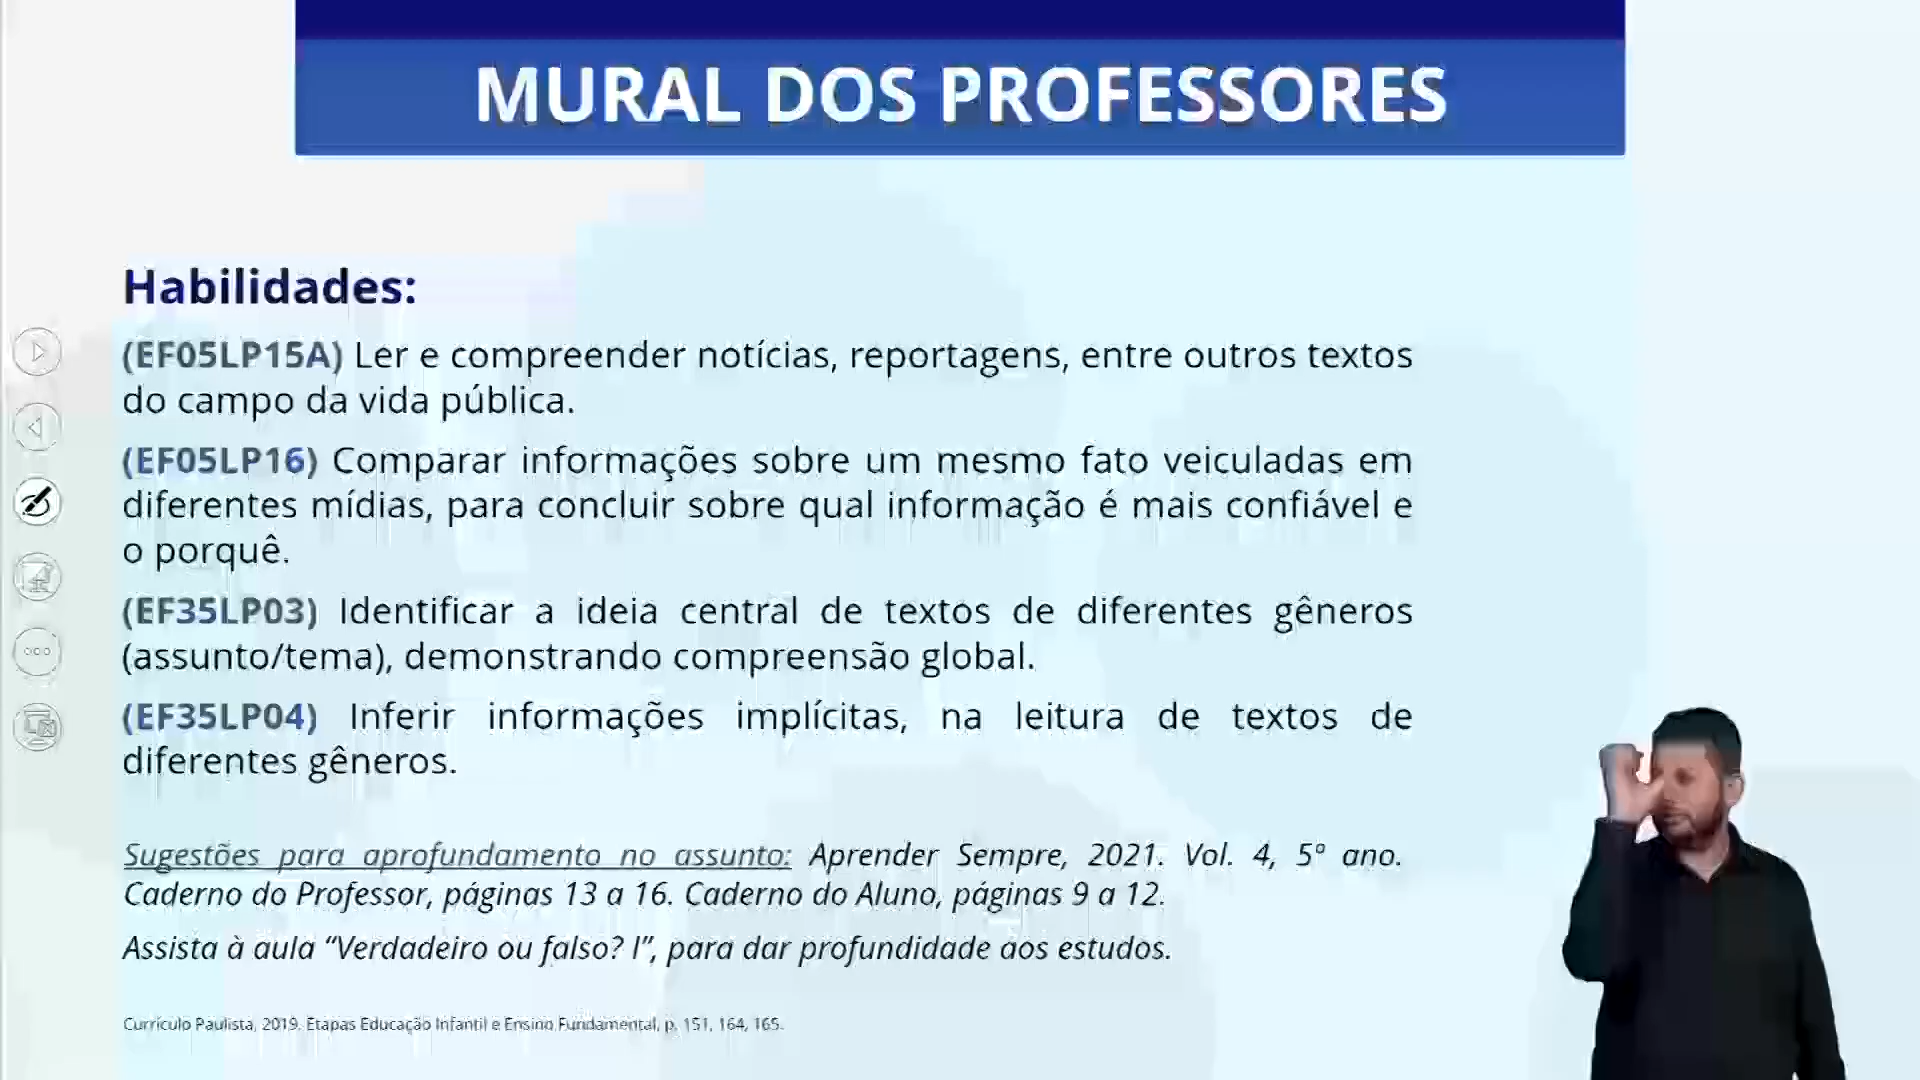 MURAL DOS PROFESSORES
Habilidades:
(EF05LP15A) Ler e compreender notícias, reportagens, entre outros textos
do campo da vida pública.
(EF05LP16) Comparar informações sobre um mesmo fato veiculadas em
diferentes mídias, para concluir sobre qual informação é mais confiável e
o porquê.
(EF35LP03) Identificar a ideia central de textos de diferentes gêneros
(assunto/tema), demonstrando compreensão global.
(EF35LP04) Inferir informações implícitas, na leitura de textos de
diferentes gêneros.
Sugestões para aprofundamento no assunto: Aprender Sempre, 2021. Vol. 4, 5º ano.
Caderno do Professor, páginas 13 a 16. Caderno do Aluno, páginas 9 a 12.
Assista à aula “Verdadeiro ou falso? I”, para dar profundidade aos estudos.
Currículo Paulista, 2019. Etapas Educação Infantil e Ensino Fundamental, p. 151, 164, 165.